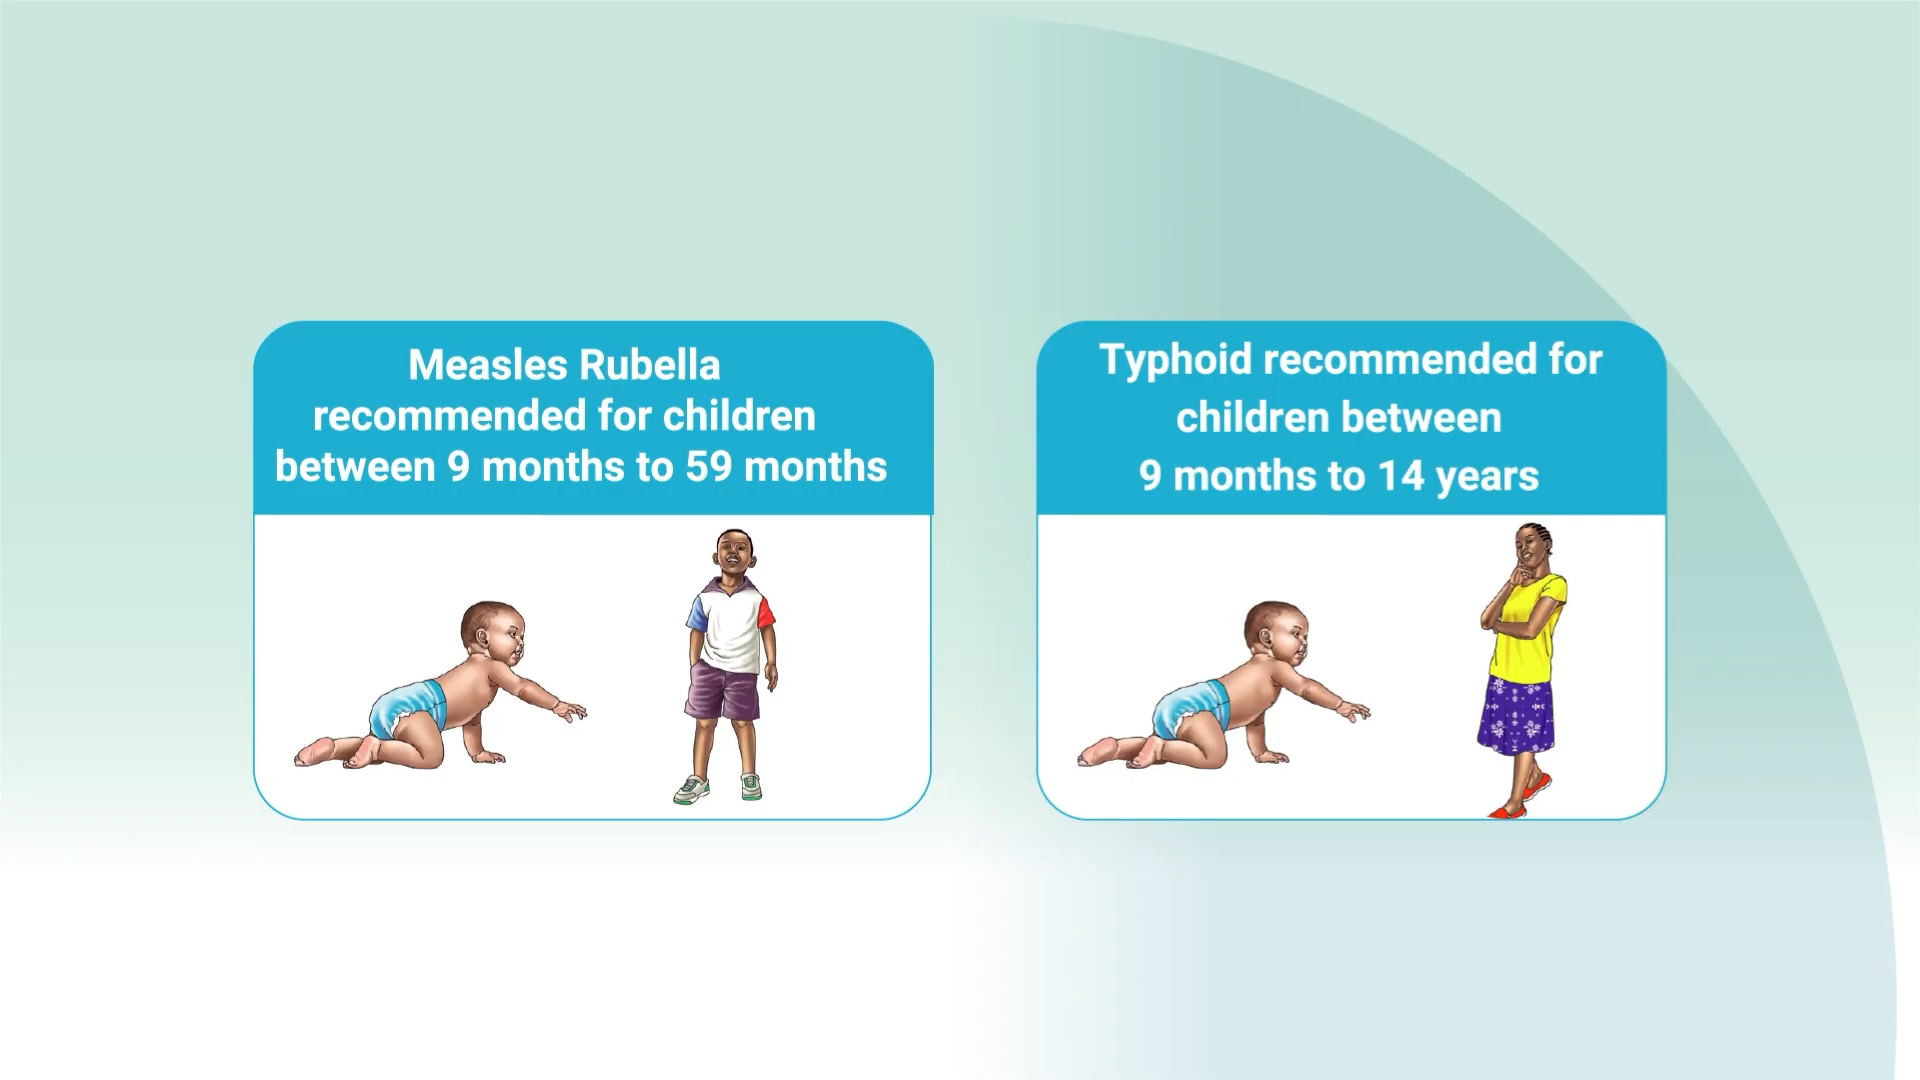 Measles Rubella
recommended for children
between 9 months to 59 months
Typhoid recommended for
children between
9 months to 14 years